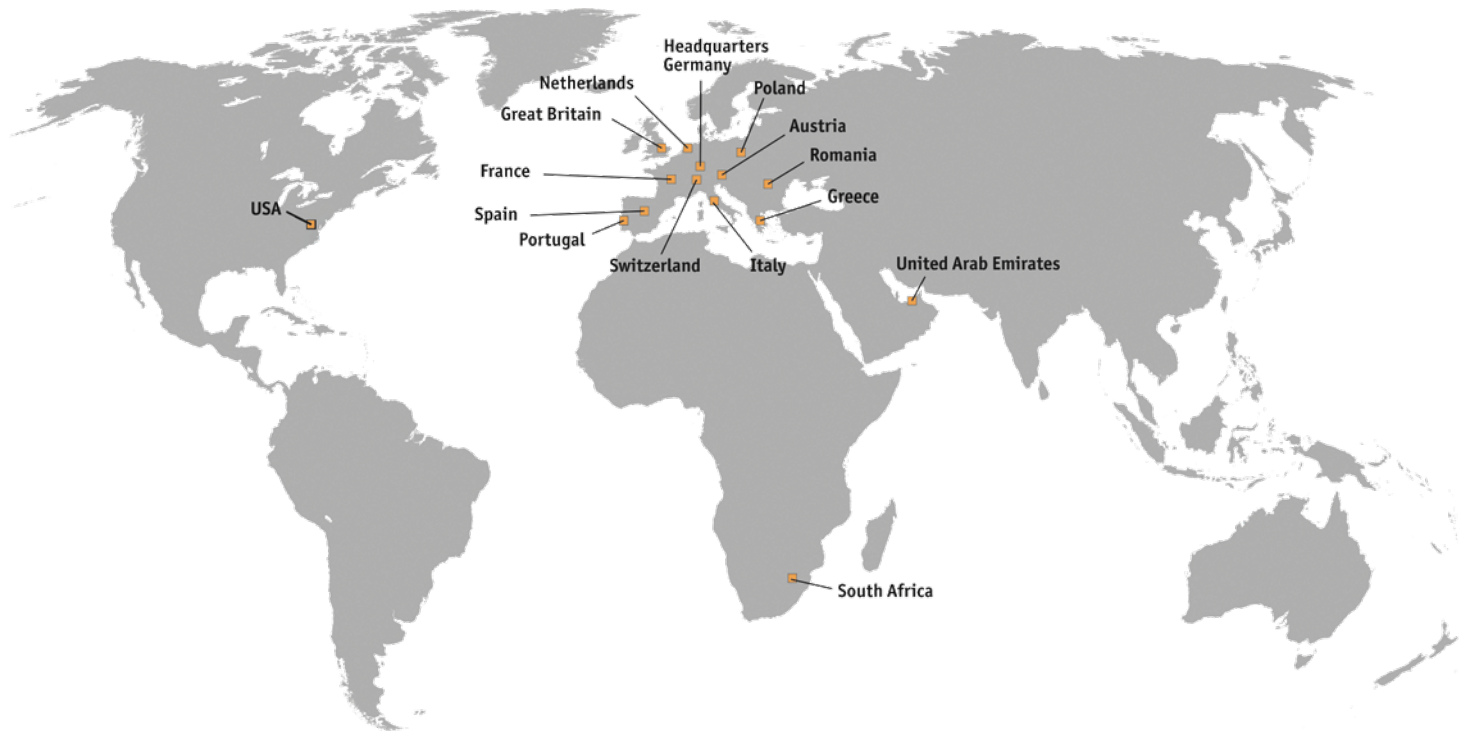 Headquarters
Germany
Netherlands
Poland
Great Britain
Austria
Romania
France
Greece
USA
Spain
Portugal
Switzerland
Italy
United Arab Emirates
South Africa